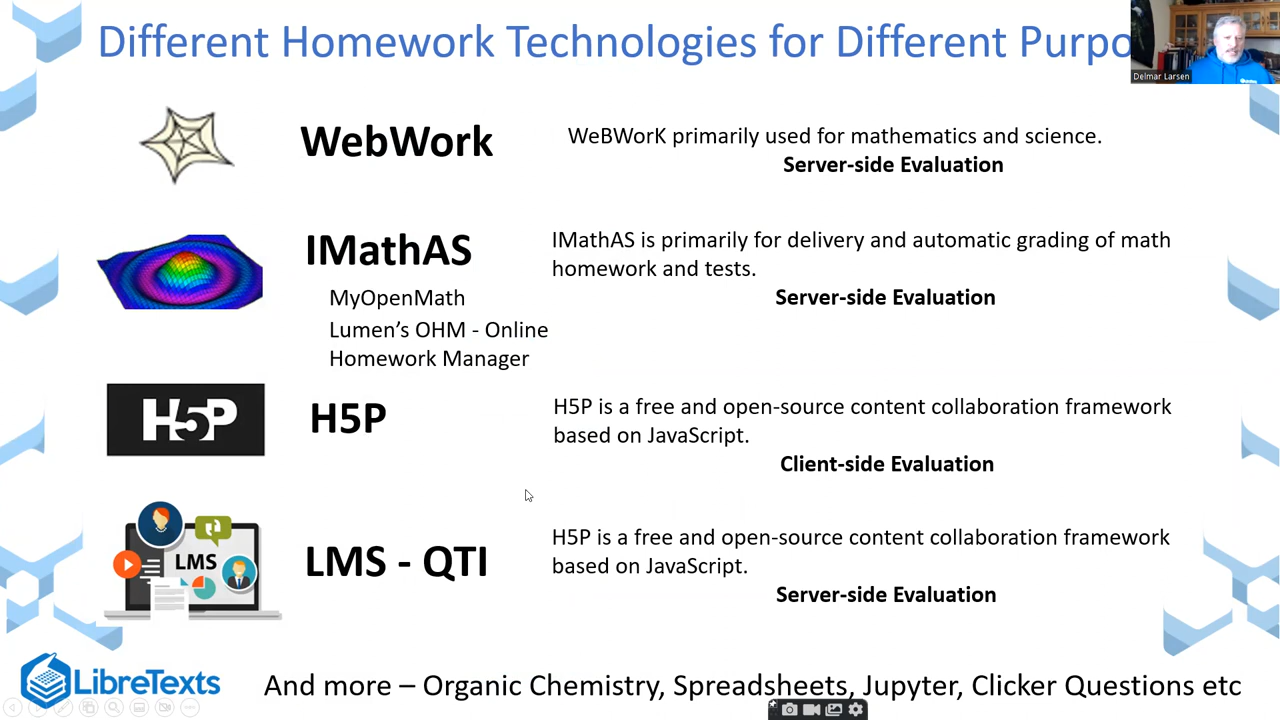 Different Homework Technologies for Different Purpo
Delmar Larsen
WebWork
WeBWorK primarily used for mathematics and science.
Server-side Evaluation
IMathAS
IMathAS is primarily for delivery and automatic grading of math
homework and tests.
Server-side Evaluation
MyOpenMath
Lumen’s OHM - Online
Homework Manager
H5P
H5P
H5P is a free and open-source content collaboration framework
based on JavaScript.
Client-side Evaluation
LMS
LMS - QTI
H5P is a free and open-source content collaboration framework
based on JavaScript.
Server-side Evaluation
LibreTexts
And more – Organic Chemistry, Spreadsheets, Jupyter, Clicker Questions etc